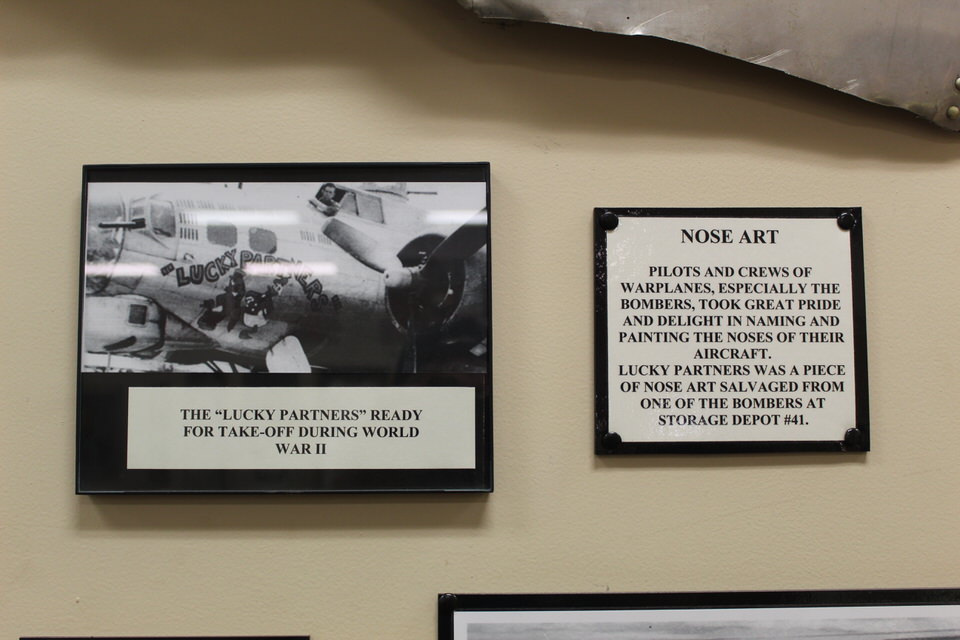 "LUCKY PARTNERS"
THE “LUCKY PARTNERS” READY
FOR TAKE-OFF DURING WORLD
WAR II
NOSE ART
PILOTS AND CREWS OF
WARPLANES, ESPECIALLY THE
BOMBERS, TOOK GREAT PRIDE
AND DELIGHT IN NAMING AND
PAINTING THE NOSES OF THEIR
AIRCRAFT.
LUCKY PARTNERS WAS A PIECE
OF NOSE ART SALVAGED FROM
ONE OF THE BOMBERS AT
STORAGE DEPOT #41.